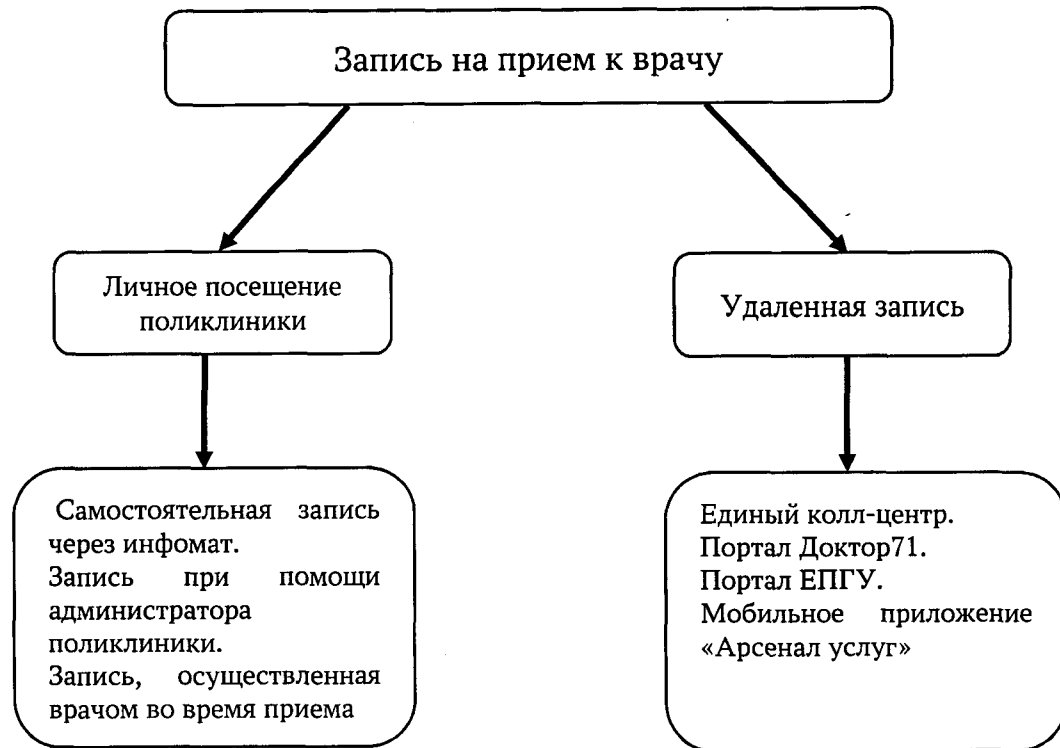 Запись на прием к врачу
Личное посещение
поликлиники
Удаленная запись
Самостоятельная запись
через инфомат.
Запись при помощи
администратора
поликлиники.
Запись, осуществленная
врачом во время приема
Единый колл-центр.
Портал Доктор71.
Портал ЕПГУ.
Мобильное приложение
«Арсенал услуг»